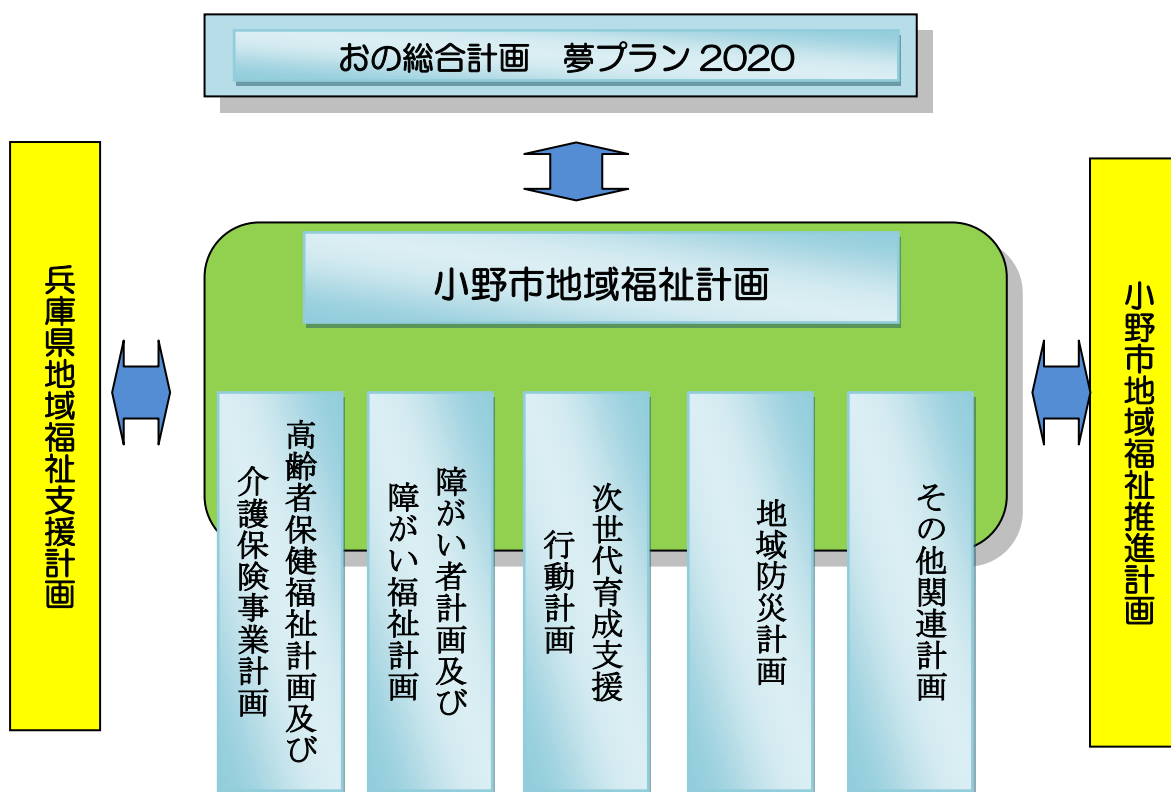 おの総合計画　夢プラン 2020
兵庫県地域福祉支援計画
小野市地域福祉計画
小野市地域福祉推進計画
高齢者保健福祉計画及び
介護保険事業計画
障がい者計画及び
障がい福祉計画
次世代育成支援
行動計画
地域防災計画
その他関連計画